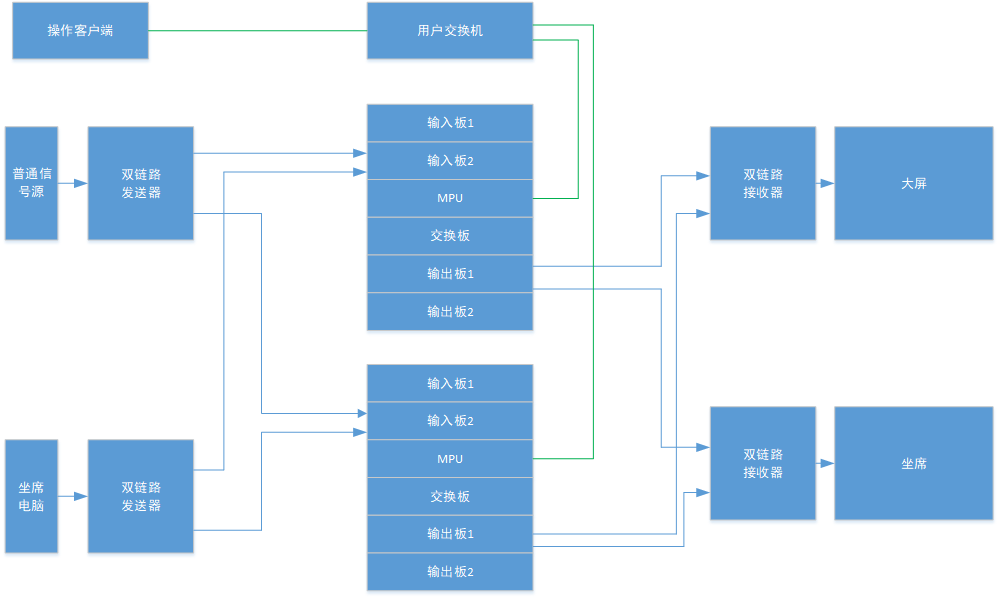 操作客户端
用户交换机
普通信
号源
双链路
发送器
输入板1
输入板2
MPU
交换板
输出板1
输出板2
双链路
接收器
大屏
坐席
电脑
双链路
发送器
输入板1
输入板2
MPU
交换板
输出板1
输出板2
双链路
接收器
坐席